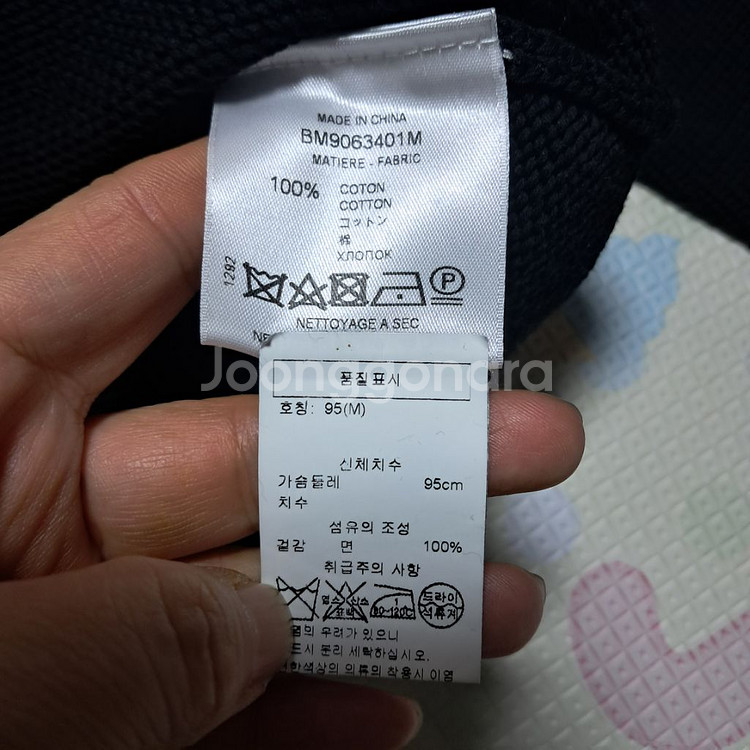 MADE IN CHINA
BM9063401M
MATIERE - FABRIC
100% COTON
COTTON
コットン
棉
ХЛОПОК
1292
P
NETTOYAGE A SEC
Joonggonara
품질표시
호칭: 95(M)
신체치수
가슴둘레 95cm
치수
섬유의 조성
겉감 면 100%
취급주의 사항
염소 산소
표백
1
80-120℃
드라이
석유계
염의 우려가 있으니
드시 분리 세탁하십시오.
색상의 의류의 착용시 이염